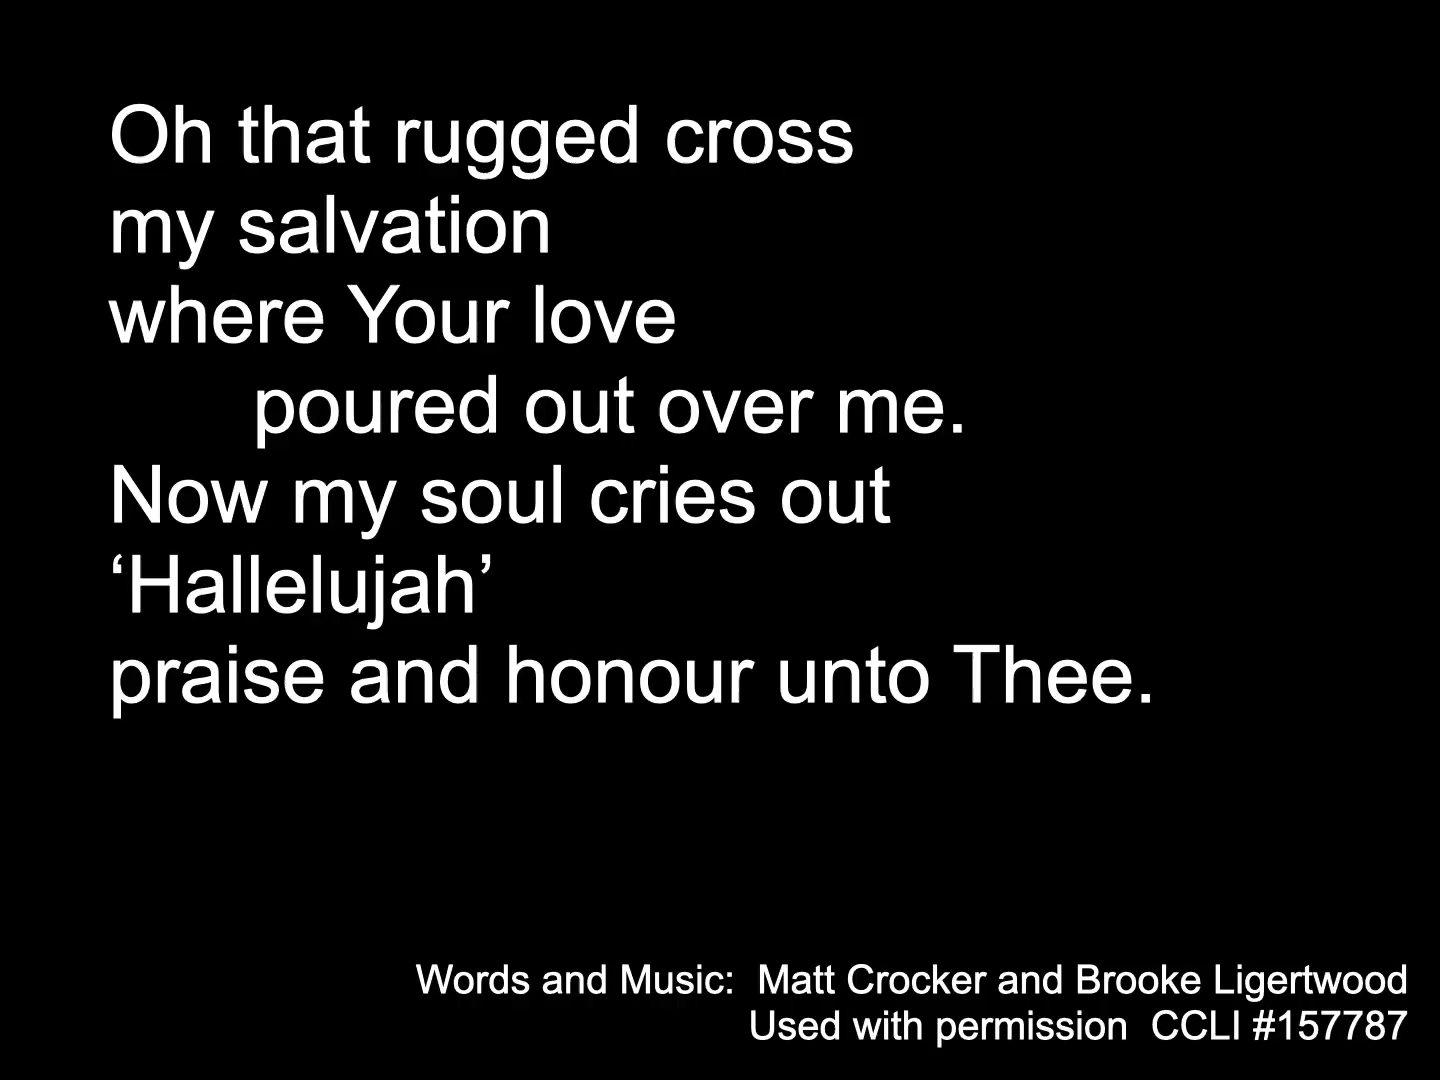 Oh that rugged cross
my salvation
where Your love
poured out over me.
Now my soul cries out
‘Hallelujah’
praise and honour unto Thee.
Words and Music:  Matt Crocker and Brooke Ligertwood
Used with permission  CCLI #157787